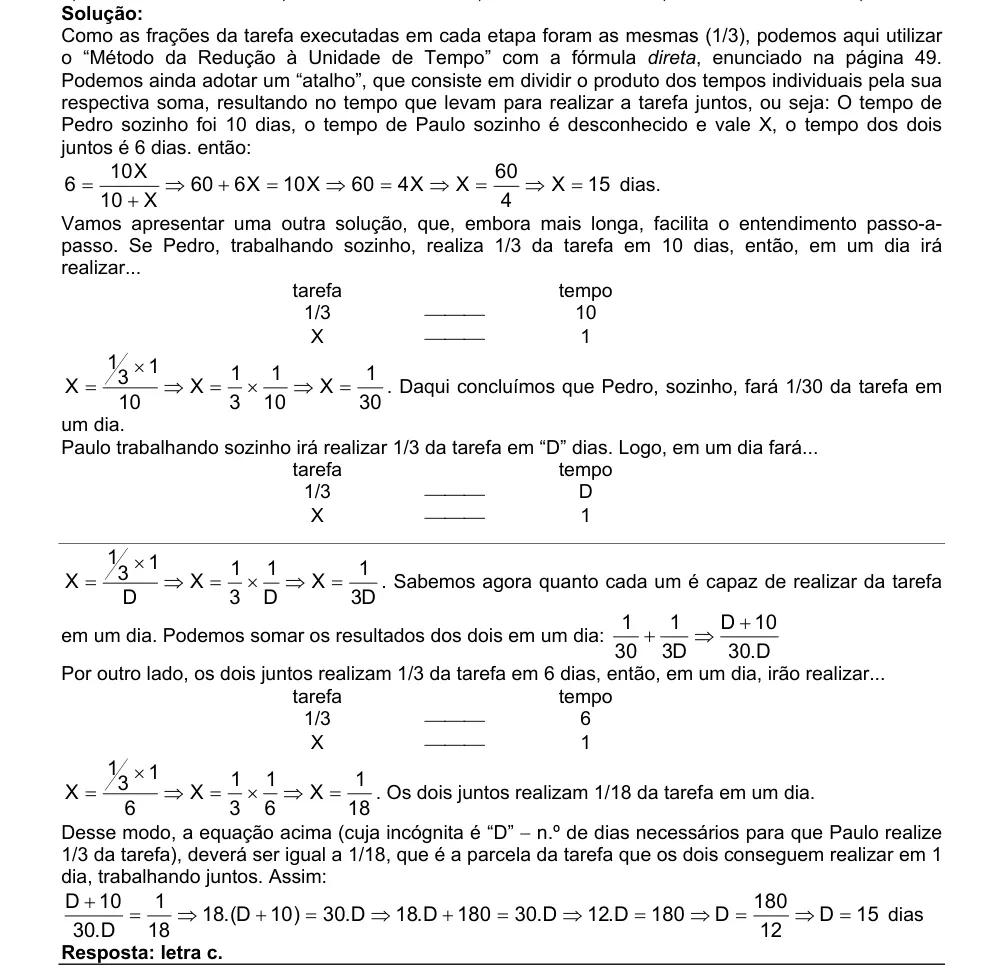 Solução:
Como as frações da tarefa executadas em cada etapa foram as mesmas (1/3), podemos aqui utilizar
o “Método da Redução à Unidade de Tempo” com a fórmula direta, enunciado na página 49.
Podemos ainda adotar um “atalho”, que consiste em dividir o produto dos tempos individuais pela sua
respectiva soma, resultando no tempo que levam para realizar a tarefa juntos, ou seja: O tempo de
Pedro sozinho foi 10 dias, o tempo de Paulo sozinho é desconhecido e vale X, o tempo dos dois
juntos é 6 dias. então:
6 = 10X / (10 + X) ⇒ 60 + 6X = 10X ⇒ 60 = 4X ⇒ X = 60/4 ⇒ X = 15 dias.
Vamos apresentar uma outra solução, que, embora mais longa, facilita o entendimento passo-a-
passo. Se Pedro, trabalhando sozinho, realiza 1/3 da tarefa em 10 dias, então, em um dia irá
realizar...
tarefa tempo
1/3 ——— 10
X ——— 1
X = (1/3 × 1)/10 ⇒ X = 1/3 × 1/10 ⇒ X = 1/30 . Daqui concluímos que Pedro, sozinho, fará 1/30 da tarefa em
um dia.
Paulo trabalhando sozinho irá realizar 1/3 da tarefa em “D” dias. Logo, em um dia fará...
tarefa tempo
1/3 ——— D
X ——— 1
X = (1/3 × 1)/D ⇒ X = 1/3 × 1/D ⇒ X = 1/3D . Sabemos agora quanto cada um é capaz de realizar da tarefa
em um dia. Podemos somar os resultados dos dois em um dia: 1/30 + 1/3D ⇒ (D + 10)/30.D
Por outro lado, os dois juntos realizam 1/3 da tarefa em 6 dias, então, em um dia, irão realizar...
tarefa tempo
1/3 ——— 6
X ——— 1
X = (1/3 × 1)/6 ⇒ X = 1/3 × 1/6 ⇒ X = 1/18 . Os dois juntos realizam 1/18 da tarefa em um dia.
Desse modo, a equação acima (cuja incógnita é “D” – n.º de dias necessários para que Paulo realize
1/3 da tarefa), deverá ser igual a 1/18, que é a parcela da tarefa que os dois conseguem realizar em 1
dia, trabalhando juntos. Assim:
(D + 10)/30.D = 1/18 ⇒ 18.(D + 10) = 30.D ⇒ 18.D + 180 = 30.D ⇒ 12.D = 180 ⇒ D = 180/12 ⇒ D = 15 dias
Resposta: letra c.